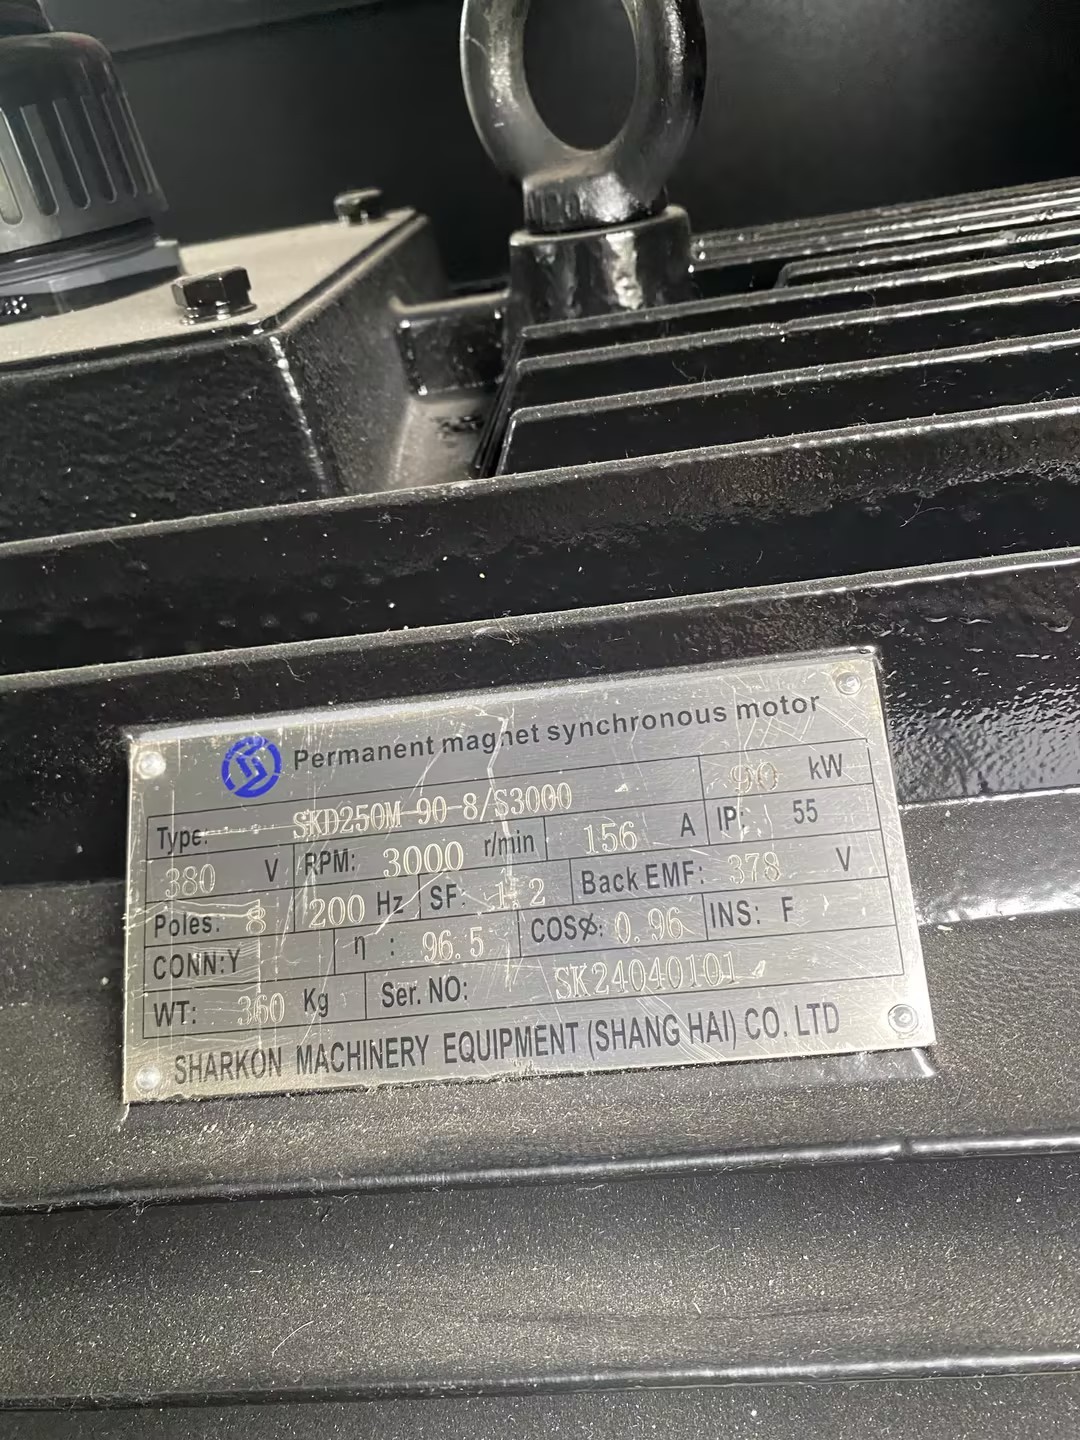 Permanent magnet synchronous motor
Type: SKD250M-90-8/S3000 90 kW
380 V RPM: 3000 r/min 156 A IP: 55
Poles: 8 200 Hz SF: 1.2 Back EMF: 378 V
CONN:Y η : 96.5 COSφ: 0.96 INS: F
WT: 360 Kg Ser. NO: SK24040101
SHARKON MACHINERY EQUIPMENT (SHANG HAI) CO. LTD